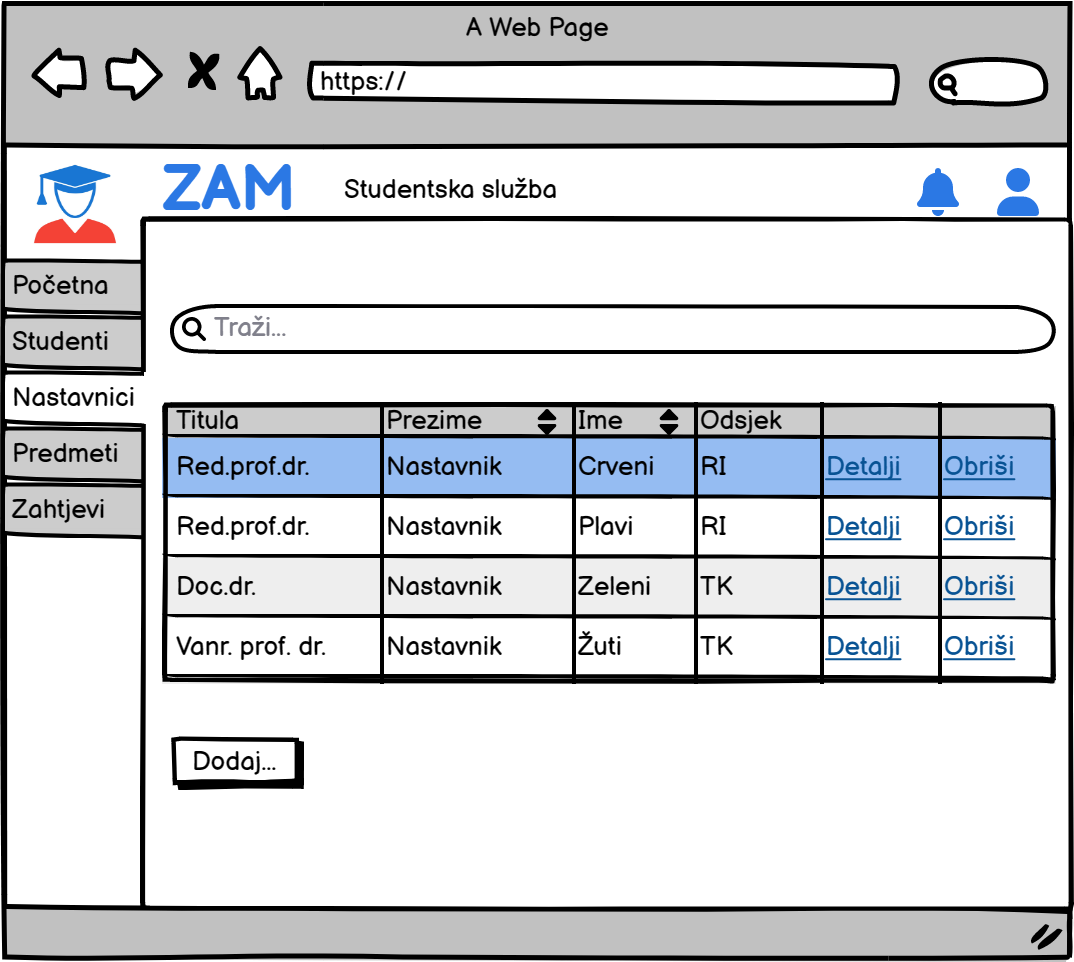 A Web Page
https://
ZAM
Studentska služba
Početna
Studenti
Nastavnici
Predmeti
Zahtjevi
Traži...
Titula Prezime Ime Odsjek
Red.prof.dr. Nastavnik Crveni RI Detalji Obriši
Red.prof.dr. Nastavnik Plavi RI Detalji Obriši
Doc.dr. Nastavnik Zeleni TK Detalji Obriši
Vanr. prof. dr. Nastavnik Žuti TK Detalji Obriši
Dodaj...